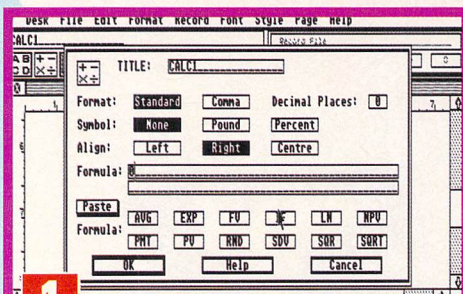 Desk File Edit Format Record Font Style Page Help
CALC1 Record File
A B
C D
+ -
× ÷
TITLE: CALC1
Format: Standard Comma Decimal Places: 0
Symbol: None Pound Percent
Align: Left Right Centre
Formula: 0
Paste
Formula: AVG EXP FV IF LN NPV
PMT PV RND SDV SQR SQRT
OK Help Cancel
1